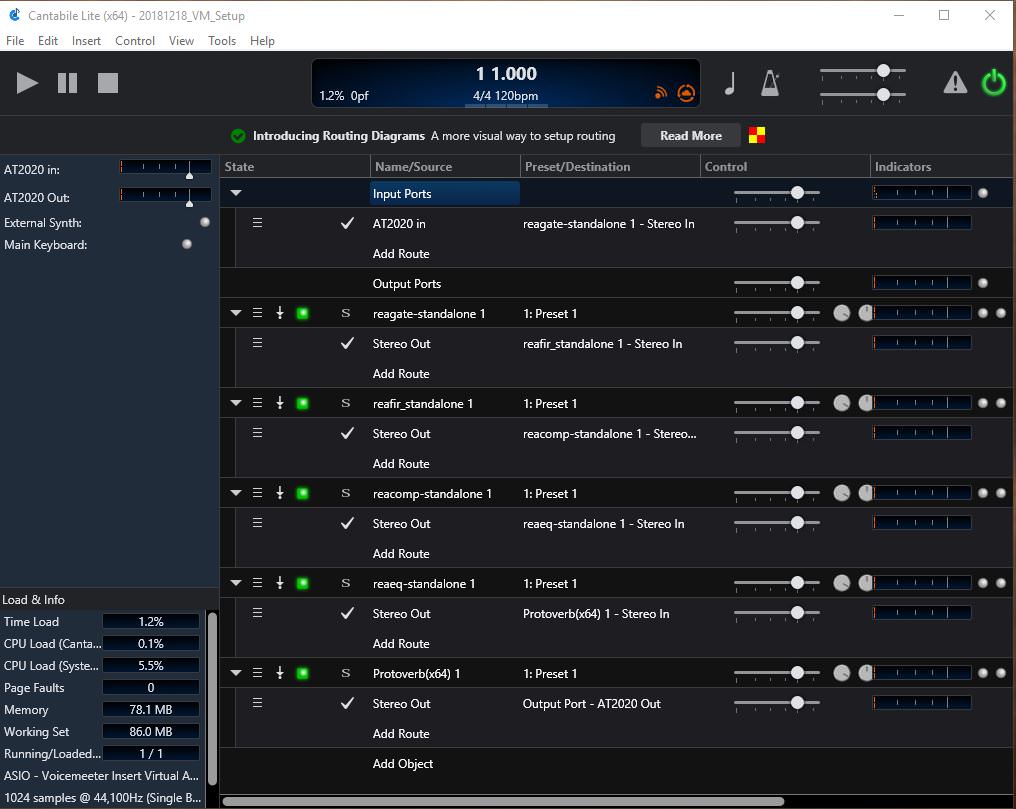 Cantabile Lite (x64) - 20181218_VM_Setup
File Edit Insert Control View Tools Help
1 1.000
1.2% 0pf 4/4 120bpm
Introducing Routing Diagrams A more visual way to setup routing Read More
AT2020 in:
AT2020 Out:
External Synth:
Main Keyboard:
State Name/Source Preset/Destination Control Indicators
Input Ports
AT2020 in reagate-standalone 1 - Stereo In
Add Route
Output Ports
S reagate-standalone 1 1: Preset 1
Stereo Out reafir_standalone 1 - Stereo In
Add Route
S reafir_standalone 1 1: Preset 1
Stereo Out reacomp-standalone 1 - Stereo...
Add Route
S reacomp-standalone 1 1: Preset 1
Stereo Out reaeq-standalone 1 - Stereo In
Add Route
S reaeq-standalone 1 1: Preset 1
Stereo Out Protoverb(x64) 1 - Stereo In
Add Route
S Protoverb(x64) 1 1: Preset 1
Stereo Out Output Port - AT2020 Out
Add Route
Add Object
Load & Info
Time Load 1.2%
CPU Load (Canta... 0.1%
CPU Load (Syste... 5.5%
Page Faults 0
Memory 78.1 MB
Working Set 86.0 MB
Running/Loaded... 1 / 1
ASIO - Voicemeeter Insert Virtual A...
1024 samples @ 44,100Hz (Single B...